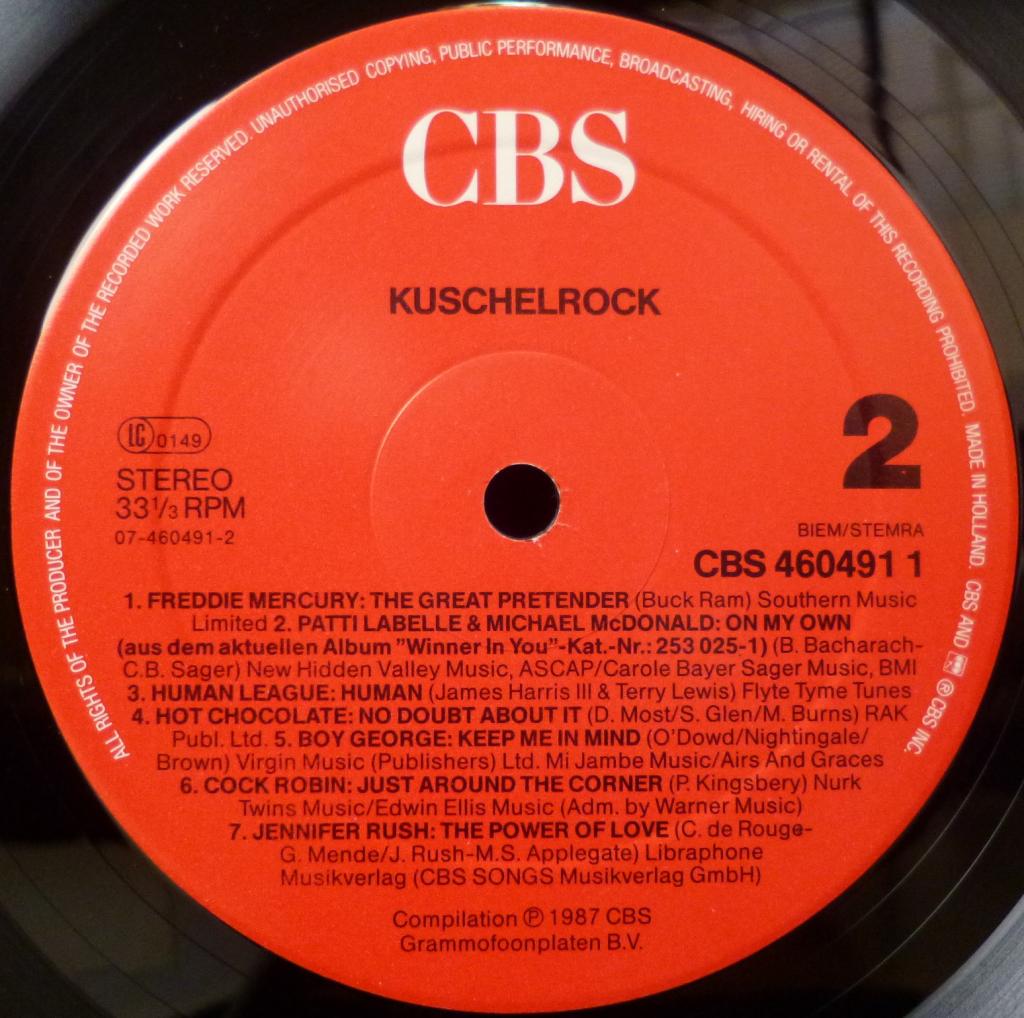 ALL RIGHTS OF THE PRODUCER AND OF THE OWNER OF THE RECORDED WORK RESERVED. UNAUTHORISED COPYING, PUBLIC PERFORMANCE, BROADCASTING, HIRING OR RENTAL OF THIS RECORDING PROHIBITED. MADE IN HOLLAND. CBS AND ® CBS INC.
CBS
KUSCHELROCK
LC 0149
STEREO
33 1/3 RPM
07-460491-2
2
BIEM/STEMRA
CBS 460491 1
1. FREDDIE MERCURY: THE GREAT PRETENDER (Buck Ram) Southern Music
Limited 2. PATTI LABELLE & MICHAEL McDONALD: ON MY OWN
(aus dem aktuellen Album "Winner In You"-Kat.-Nr.: 253 025-1) (B. Bacharach-
C.B. Sager) New Hidden Valley Music, ASCAP/Carole Bayer Sager Music, BMI
3. HUMAN LEAGUE: HUMAN (James Harris III & Terry Lewis) Flyte Tyme Tunes
4. HOT CHOCOLATE: NO DOUBT ABOUT IT (D. Most/S. Glen/M. Burns) RAK
Publ. Ltd. 5. BOY GEORGE: KEEP ME IN MIND (O'Dowd/Nightingale/
Brown) Virgin Music (Publishers) Ltd. Mi Jambe Music/Airs And Graces
6. COCK ROBIN: JUST AROUND THE CORNER (P. Kingsbery) Nurk
Twins Music/Edwin Ellis Music (Adm. by Warner Music)
7. JENNIFER RUSH: THE POWER OF LOVE (C. de Rouge-
G. Mende/J. Rush-M.S. Applegate) Libraphone
Musikverlag (CBS SONGS Musikverlag GmbH)
Compilation ℗ 1987 CBS
Grammofoonplaten B.V.